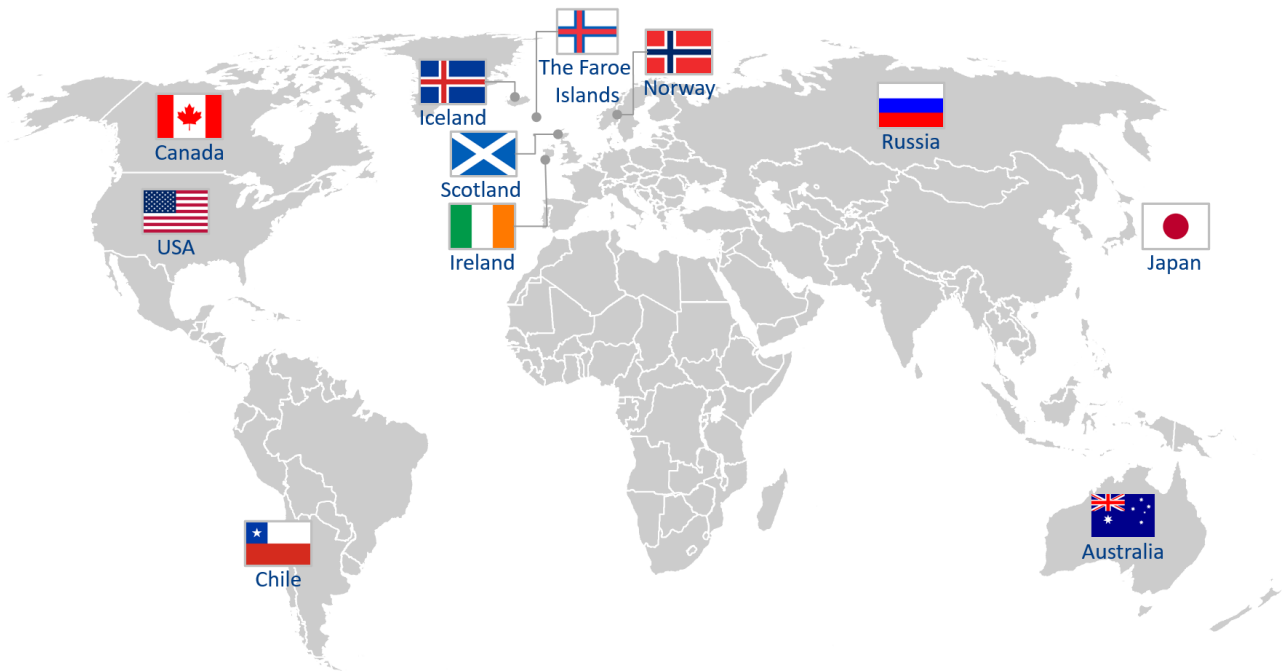 The Faroe
Islands
Norway
Iceland
Canada
Russia
Scotland
USA
Ireland
Japan
Australia
Chile